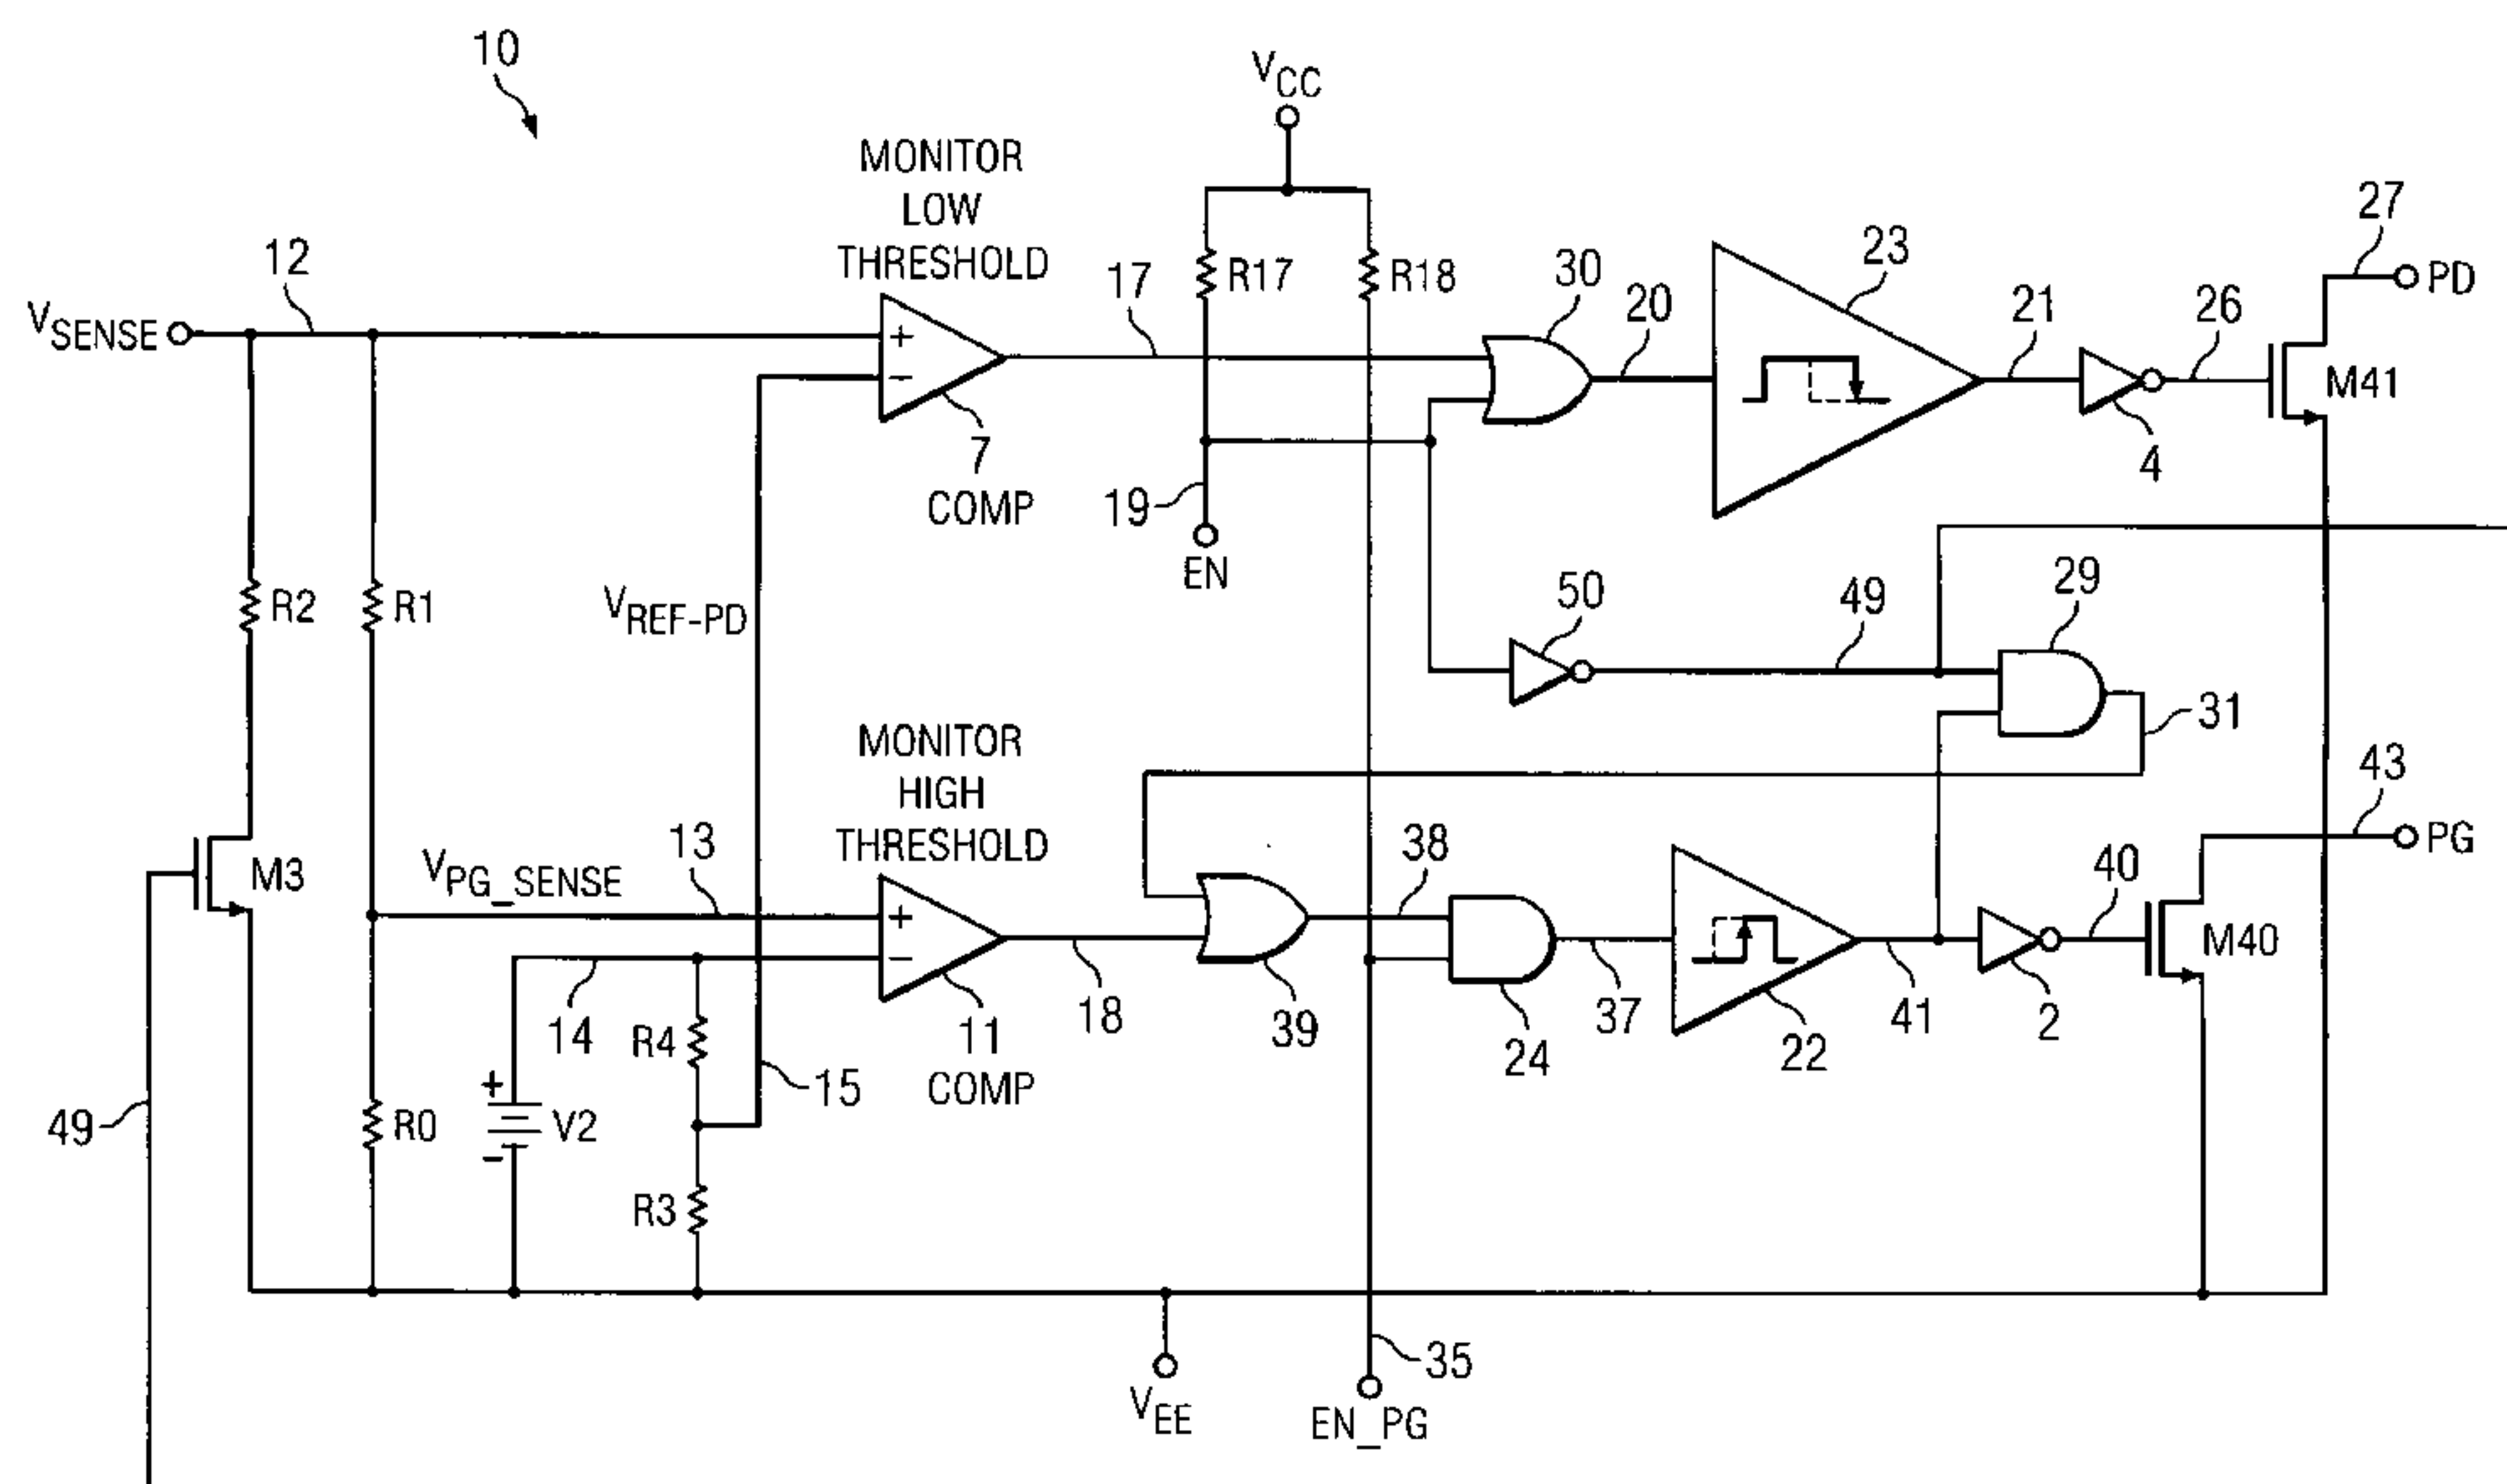 10
VCC
MONITOR
LOW
THRESHOLD
27
12
17
R17
R18
30
23
PD
VSENSE
+
−
20
21
26
M41
7
COMP
4
19
EN
R2
R1
VREF-PD
50
49
29
31
MONITOR
HIGH
THRESHOLD
43
PG
13
38
40
M3
VPG_SENSE
+
−
M40
14
R4
11
COMP
18
39
24
37
22
41
2
15
49
R0
+
V2
−
R3
35
VEE
EN_PG